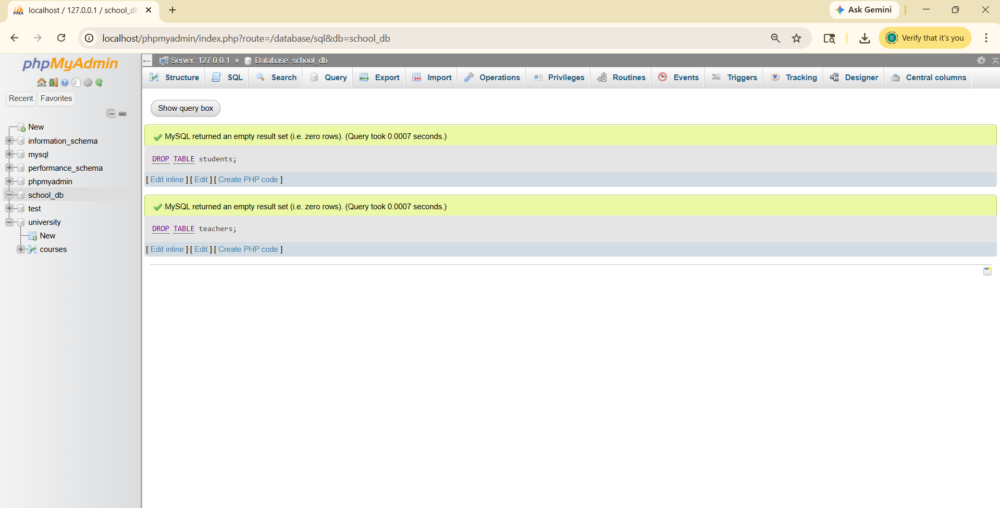 PMA localhost / 127.0.0.1 / school_d
Ask Gemini
localhost/phpmyadmin/index.php?route=/database/sql&db=school_db
D Verify that it's you
phpMyAdmin
Server: 127.0.0.1 » Database: school_db
Structure SQL Search Query Export Import Operations Privileges Routines Events Triggers Tracking Designer Central columns
Recent Favorites
New
information_schema
mysql
performance_schema
phpmyadmin
school_db
test
university
New
courses
Show query box
MySQL returned an empty result set (i.e. zero rows). (Query took 0.0007 seconds.)
DROP TABLE students;
[ Edit inline ] [ Edit ] [ Create PHP code ]
MySQL returned an empty result set (i.e. zero rows). (Query took 0.0007 seconds.)
DROP TABLE teachers;
[ Edit inline ] [ Edit ] [ Create PHP code ]